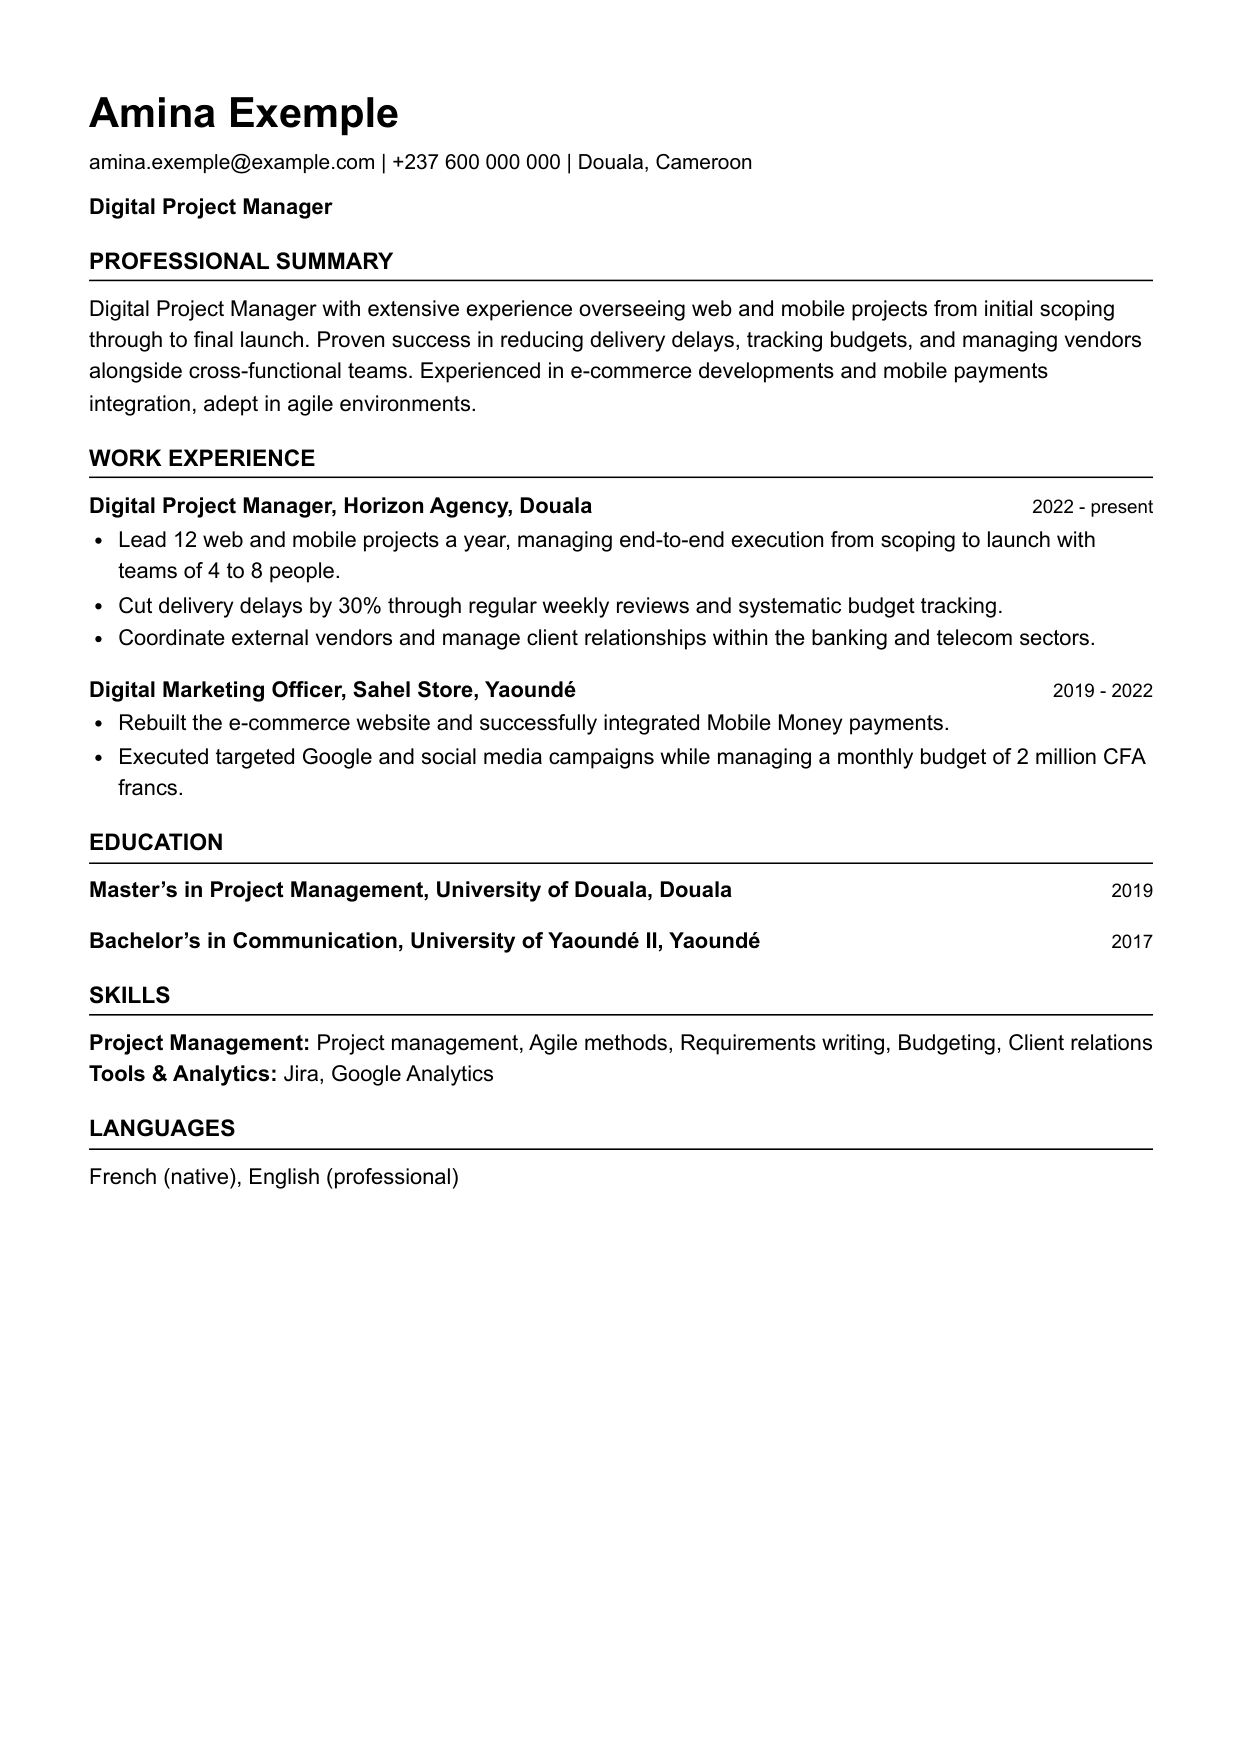 Amina Exemple
amina.exemple@example.com | +237 600 000 000 | Douala, Cameroon
Digital Project Manager
PROFESSIONAL SUMMARY
Digital Project Manager with extensive experience overseeing web and mobile projects from initial scoping
through to final launch. Proven success in reducing delivery delays, tracking budgets, and managing vendors
alongside cross-functional teams. Experienced in e-commerce developments and mobile payments
integration, adept in agile environments.
WORK EXPERIENCE
Digital Project Manager, Horizon Agency, Douala 2022 - present
• Lead 12 web and mobile projects a year, managing end-to-end execution from scoping to launch with
teams of 4 to 8 people.
• Cut delivery delays by 30% through regular weekly reviews and systematic budget tracking.
• Coordinate external vendors and manage client relationships within the banking and telecom sectors.
Digital Marketing Officer, Sahel Store, Yaoundé 2019 - 2022
• Rebuilt the e-commerce website and successfully integrated Mobile Money payments.
• Executed targeted Google and social media campaigns while managing a monthly budget of 2 million CFA
francs.
EDUCATION
Master’s in Project Management, University of Douala, Douala 2019
Bachelor’s in Communication, University of Yaoundé II, Yaoundé 2017
SKILLS
Project Management: Project management, Agile methods, Requirements writing, Budgeting, Client relations
Tools & Analytics: Jira, Google Analytics
LANGUAGES
French (native), English (professional)